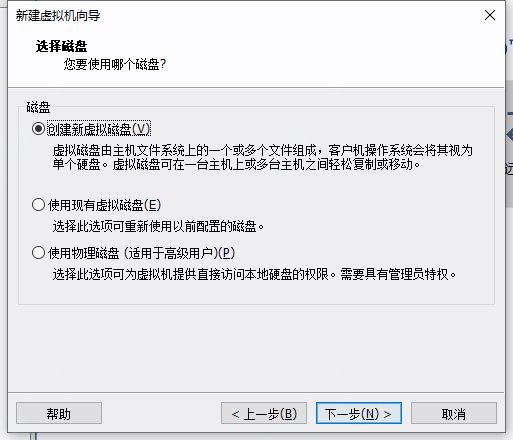 新建虚拟机向导
选择磁盘
您要使用哪个磁盘?
磁盘
创建新虚拟磁盘(V)
虚拟磁盘由主机文件系统上的一个或多个文件组成，客户机操作系统会将其视为
单个硬盘。虚拟磁盘可在一台主机上或多台主机之间轻松复制或移动。
使用现有虚拟磁盘(E)
选择此选项可重新使用以前配置的磁盘。
使用物理磁盘 (适用于高级用户)(P)
选择此选项可为虚拟机提供直接访问本地硬盘的权限。需要具有管理员特权。
帮助
< 上一步(B)
下一步(N) >
取消